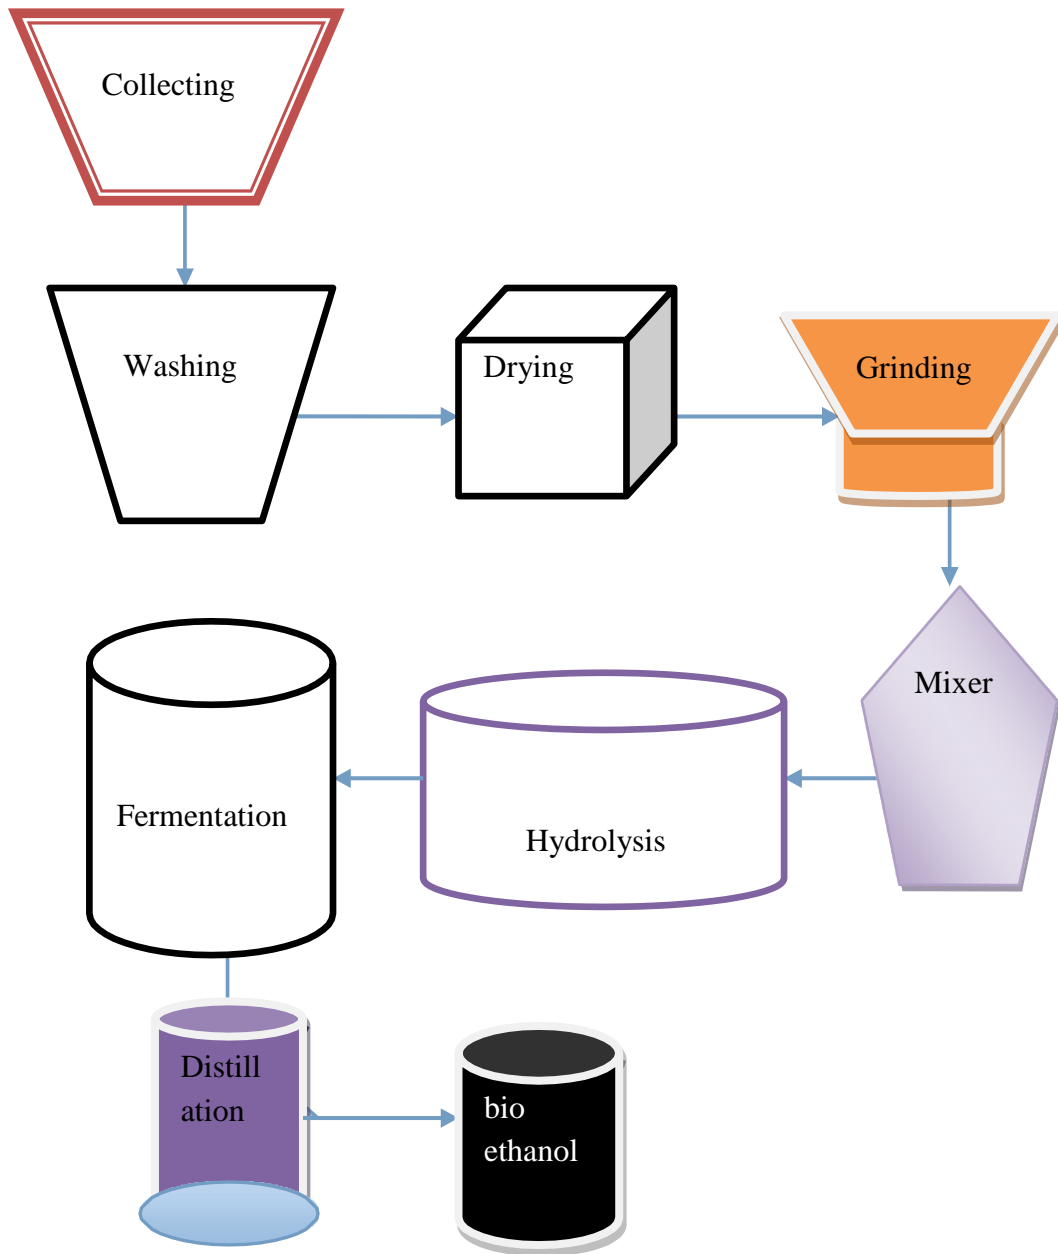 Collecting
Washing
Drying
Grinding
Mixer
Hydrolysis
Fermentation
Distill
ation
bio
ethanol